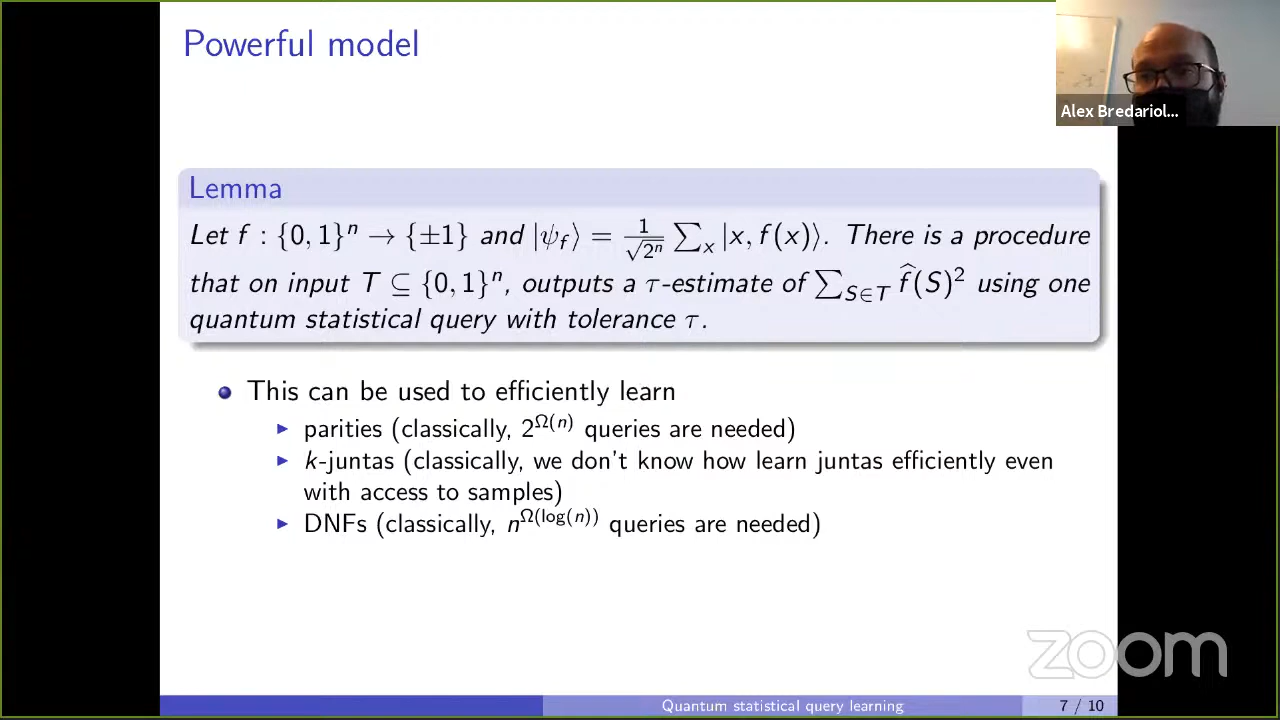 Powerful model
Alex Bredariol...
Lemma
Let f : {0, 1}ⁿ → {±1} and |ψ_f⟩ = 1/√2ⁿ ∑ₓ |x, f(x)⟩. There is a procedure
that on input T ⊆ {0, 1}ⁿ, outputs a τ-estimate of ∑_{S∈T} f̂(S)² using one
quantum statistical query with tolerance τ.
This can be used to efficiently learn
parities (classically, 2^{Ω(n)} queries are needed)
k-juntas (classically, we don't know how learn juntas efficiently even
with access to samples)
DNFs (classically, n^{Ω(log(n))} queries are needed)
zoom
Quantum statistical query learning
7 / 10